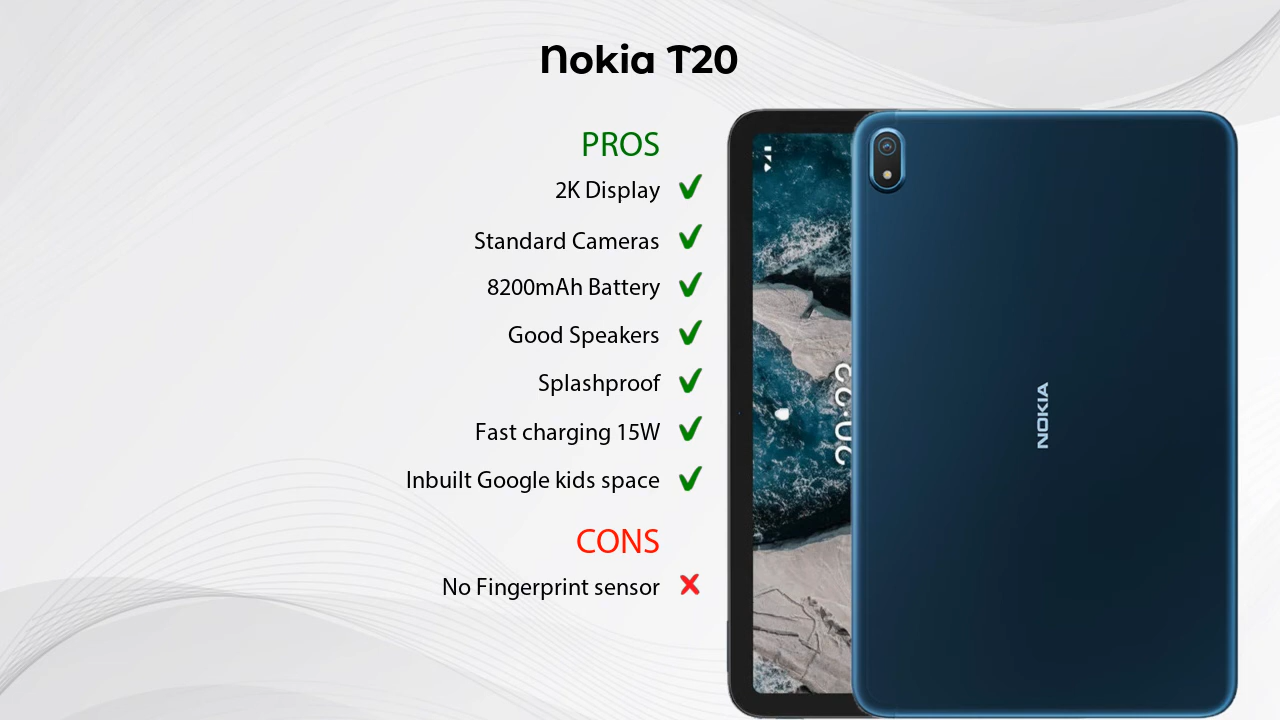 Nokia T20
PROS
2K Display
Standard Cameras
8200mAh Battery
Good Speakers
Splashproof
Fast charging 15W
Inbuilt Google kids space
CONS
No Fingerprint sensor
NOKIA